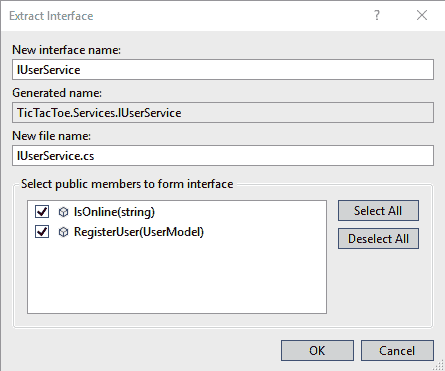 Extract Interface
?
New interface name:
IUserService
Generated name:
TicTacToe.Services.IUserService
New file name:
IUserService.cs
Select public members to form interface
IsOnline(string)
RegisterUser(UserModel)
Select All
Deselect All
OK
Cancel